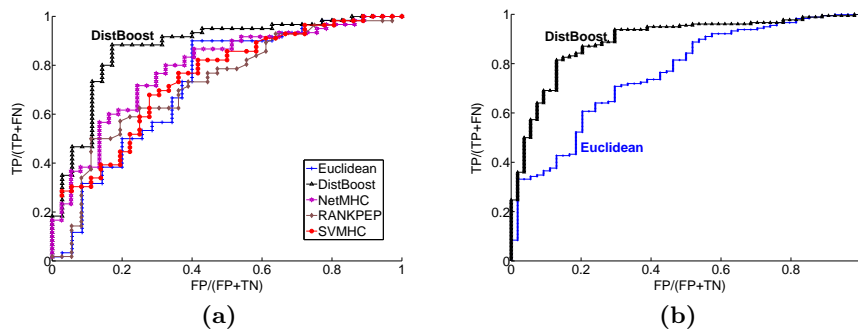 1
0.8
0.6
0.4
0.2
0
0.2
0.4
0.6
0.8
1
TP/(TP+FN)
FP/(FP+TN)
DistBoost
Euclidean
DistBoost
NetMHC
RANKPEP
SVMHC
(a)
1
0.8
0.6
0.4
0.2
0
0.2
0.4
0.6
0.8
TP/(TP+FN)
FP/(FP+TN)
DistBoost
Euclidean
(b)